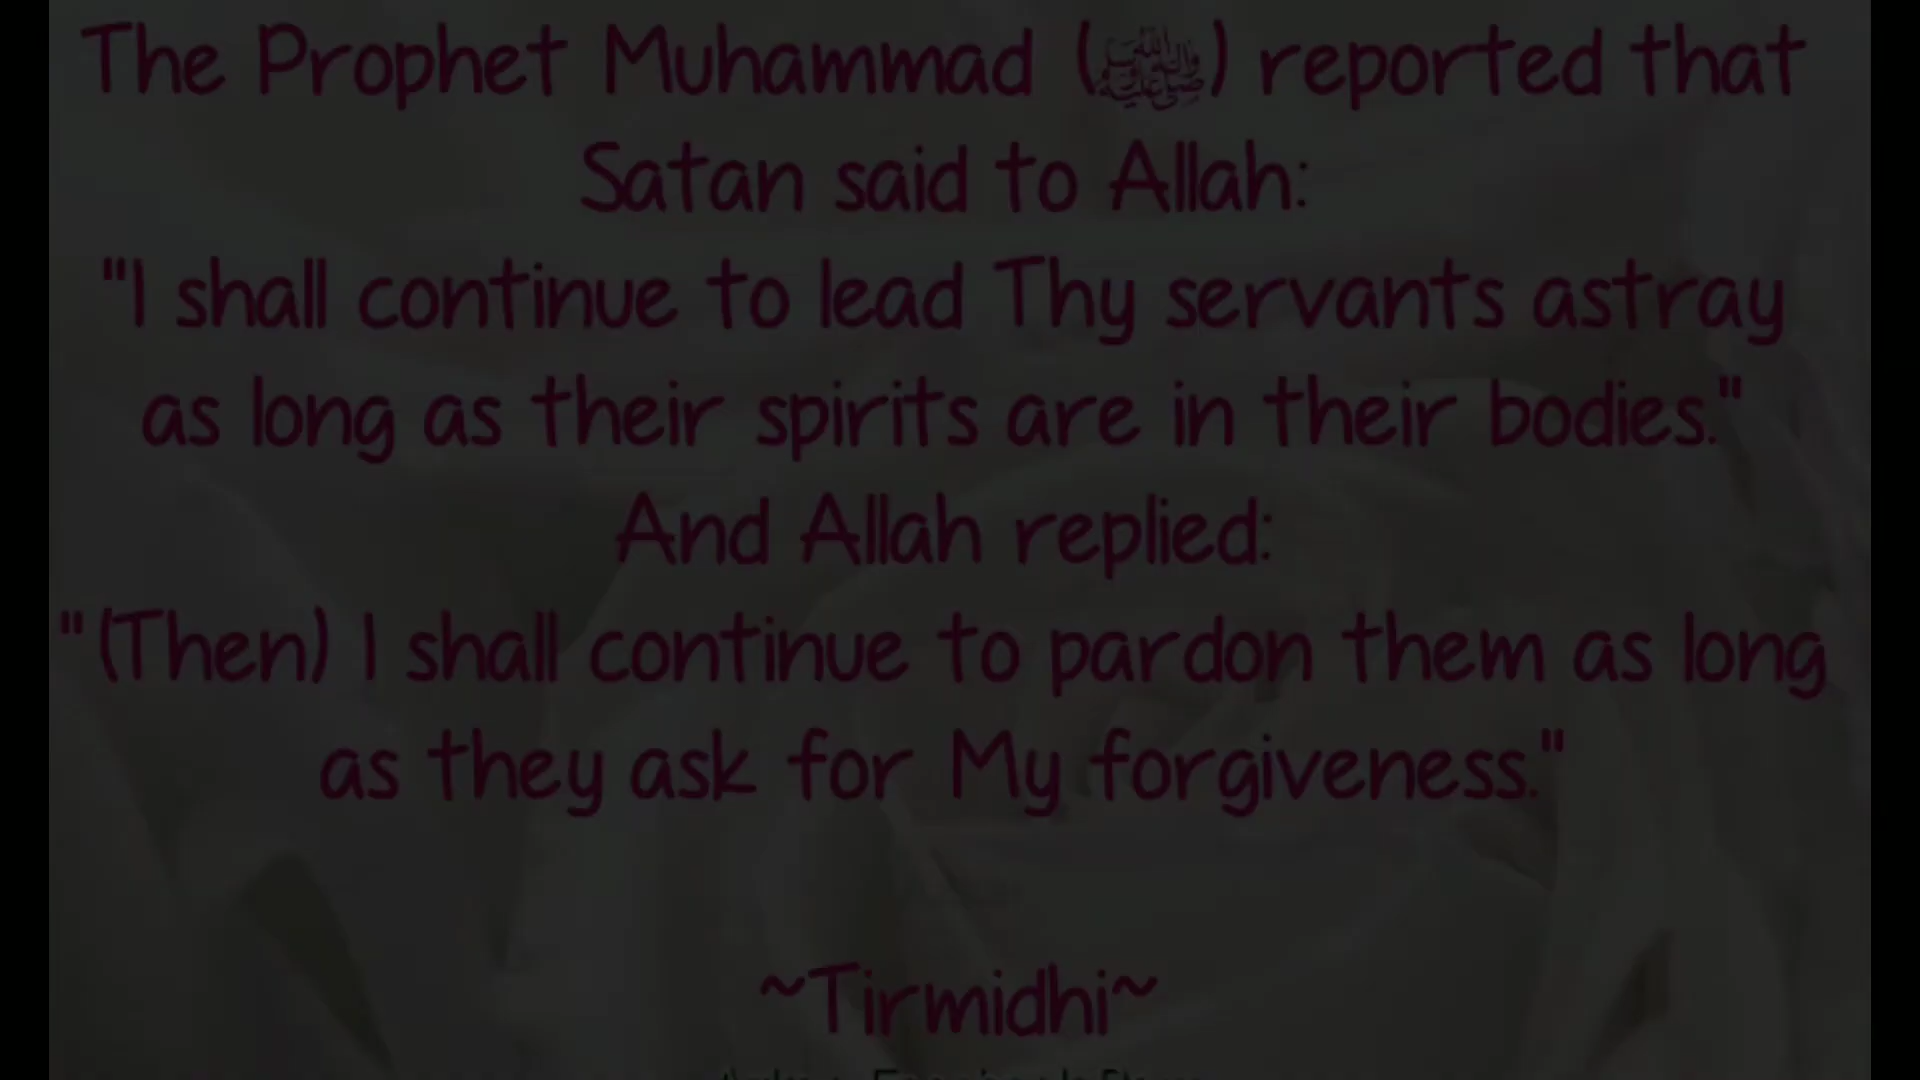 The Prophet Muhammad (ﷺ) reported that
Satan said to Allah:
"I shall continue to lead Thy servants astray
as long as their spirits are in their bodies."
And Allah replied:
"(Then) I shall continue to pardon them as long
as they ask for My forgiveness."
~Tirmidhi~